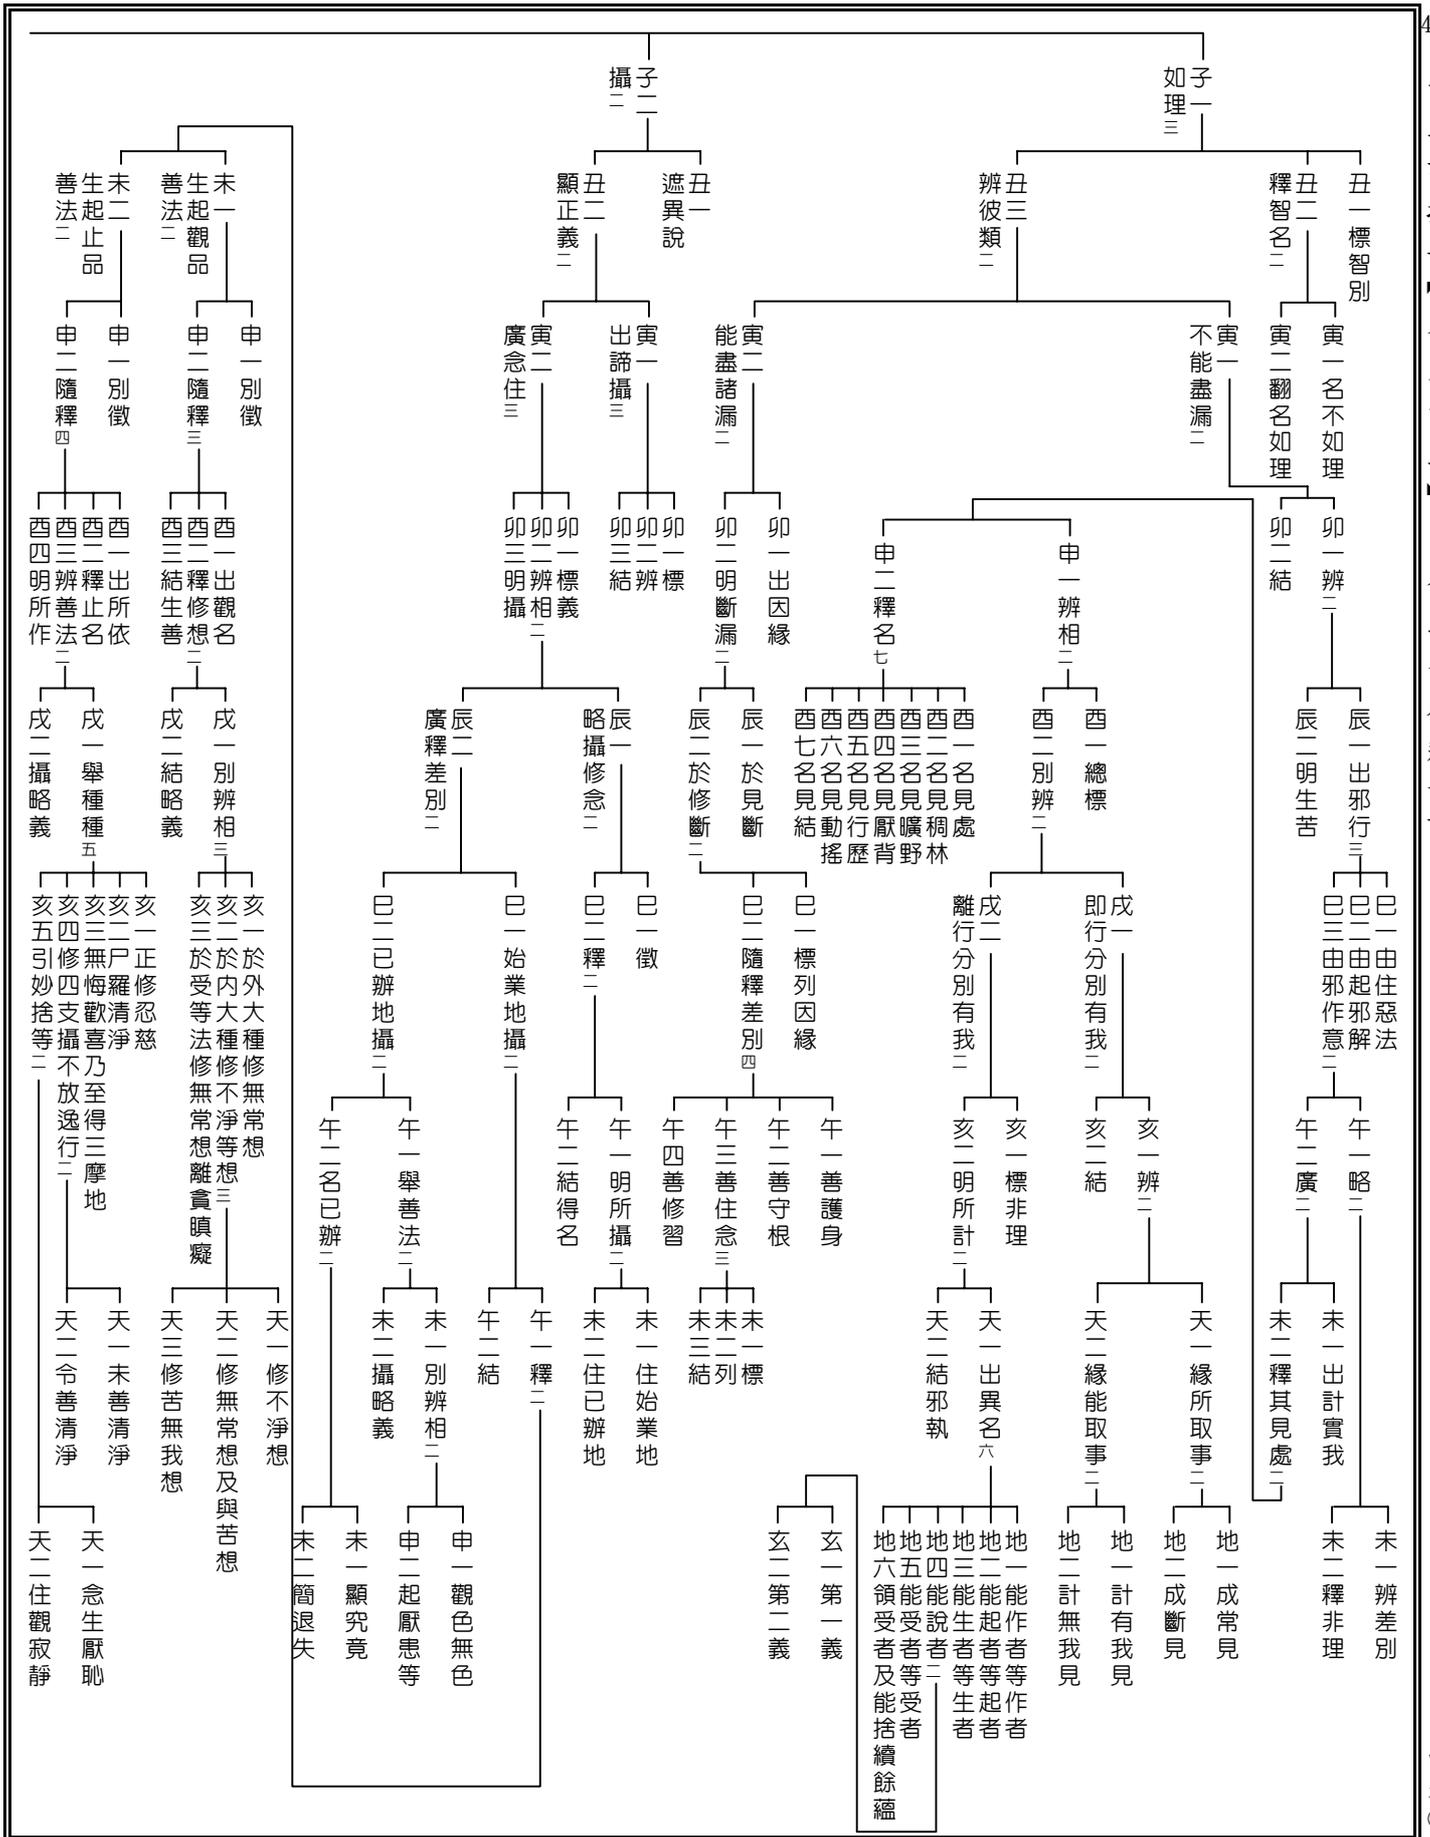 子一如理三
丑一標智別
丑二釋智名二
寅一名不如理
寅二翻名如理
丑三辨彼類二
寅一不能盡漏二
卯一辨二
辰一出邪行三
巳一由住惡法
巳二由起邪解
巳三由邪作意二
午一略二
未一辨差別
未二釋非理
午二廣二
未一出計實我
未二釋其見處二
申一辨相二
酉一總標
酉二別辨二
戌一即行分別有我二
亥一辨二
天一緣所取事二
地一成常見
地二成斷見
天二緣能取事二
地一計有我見
地二計無我見
亥二結
戌二離行分別有我二
亥一標非理
亥二明所計二
天一出異名六
地一能作者等作者
地二能起者等起者
地三能生者等生者
地四能說者二
玄一第一義
玄二第二義
地五能受者等受者
地六領受者及能捨續餘蘊
天二結邪執
申二釋名七
酉一名見處
酉二名見稠林
酉三名見曠野
酉四名見厭背
酉五名見行歷
酉六名見動搖
酉七名見結
辰二明生苦
卯二結
寅二能盡諸漏二
卯一出因緣
卯二明斷漏二
辰一於見斷
辰二於修斷二
巳一標列因緣
巳二隨釋差別四
午一善護身
午二善守根
午三善住念三
未一標
未二列
未三結
午四善修習
子二攝二
丑一遮異說
丑二顯正義二
寅一出諦攝三
卯一標
卯二辨
卯三結
寅二廣念住三
卯一標義
卯二辨相二
辰一略攝修念二
巳一徵
巳二釋二
午一明所攝二
未一住始業地
未二住已辦地
午二結得名
辰二廣釋差別二
巳一始業地攝二
午一釋二
未一生起觀品善法二
申一別徵
申二隨釋三
酉一出觀名
酉二釋修想二
戌一別辨相三
亥一於外大種修無常想
亥二於內大種修不淨等想三
天一修不淨想
天二修無常想及與苦想
天三修苦無我想
亥三於受等法修無常想離貪瞋癡
戌二結略義
酉三結生善
未二生起止品善法二
申一別徵
申二隨釋四
酉一出所依
酉二釋止名
酉三辨善法二
戌一舉種種五
亥一正修忍慈
亥二尸羅清淨
亥三無悔歡喜乃至得三摩地
亥四修四支攝不放逸行二
天一未善清淨
天二令善清淨
亥五引妙捨等二
天一念生厭恥
天二住觀寂靜
戌二攝略義
酉四明所作
午二結
巳二已辦地攝二
午一舉善法二
未一別辨相二
申一觀色無色
申二起厭患等
未二攝略義
午二名已辦二
未一顯究竟
未二簡退失
卯三明攝